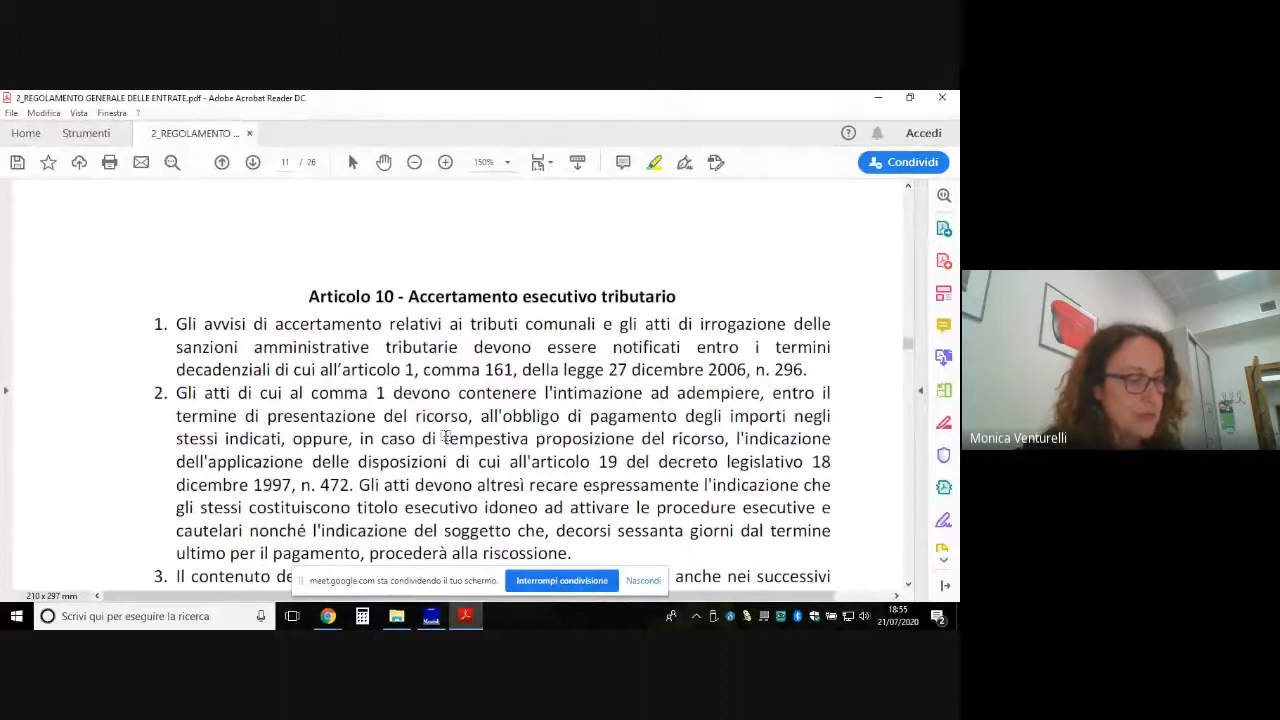 2_REGOLAMENTO GENERALE DELLE ENTRATE.pdf - Adobe Acrobat Reader DC
File Modifica Vista Finestra ?
Home Strumenti 2_REGOLAMENTO ... × Accedi
11 / 26 150% Condividi
Articolo 10 - Accertamento esecutivo tributario
1. Gli avvisi di accertamento relativi ai tributi comunali e gli atti di irrogazione delle
sanzioni amministrative tributarie devono essere notificati entro i termini
decadenziali di cui all’articolo 1, comma 161, della legge 27 dicembre 2006, n. 296.
2. Gli atti di cui al comma 1 devono contenere l'intimazione ad adempiere, entro il
termine di presentazione del ricorso, all'obbligo di pagamento degli importi negli
stessi indicati, oppure, in caso di tempestiva proposizione del ricorso, l'indicazione
dell'applicazione delle disposizioni di cui all'articolo 19 del decreto legislativo 18
dicembre 1997, n. 472. Gli atti devono altresì recare espressamente l'indicazione che
gli stessi costituiscono titolo esecutivo idoneo ad attivare le procedure esecutive e
cautelari nonché l'indicazione del soggetto che, decorsi sessanta giorni dal termine
ultimo per il pagamento, procederà alla riscossione.
3. Il contenuto de anche nei successivi
meet.google.com sta condividendo il tuo schermo. Interrompi condivisione Nascondi
210 x 297 mm
Scrivi qui per eseguire la ricerca
18:55
21/07/2020
2
Monica Venturelli